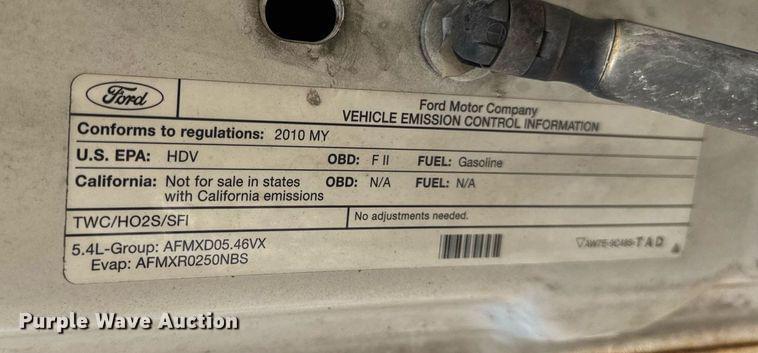 Ford
Ford Motor Company
VEHICLE EMISSION CONTROL INFORMATION
Conforms to regulations: 2010 MY
U.S. EPA: HDV OBD: F II FUEL: Gasoline
California: Not for sale in states OBD: N/A FUEL: N/A
with California emissions
TWC/HO2S/SFI No adjustments needed.
5.4L-Group: AFMXD05.46VX
Evap: AFMXR0250NBS
TAD
Purple Wave Auction